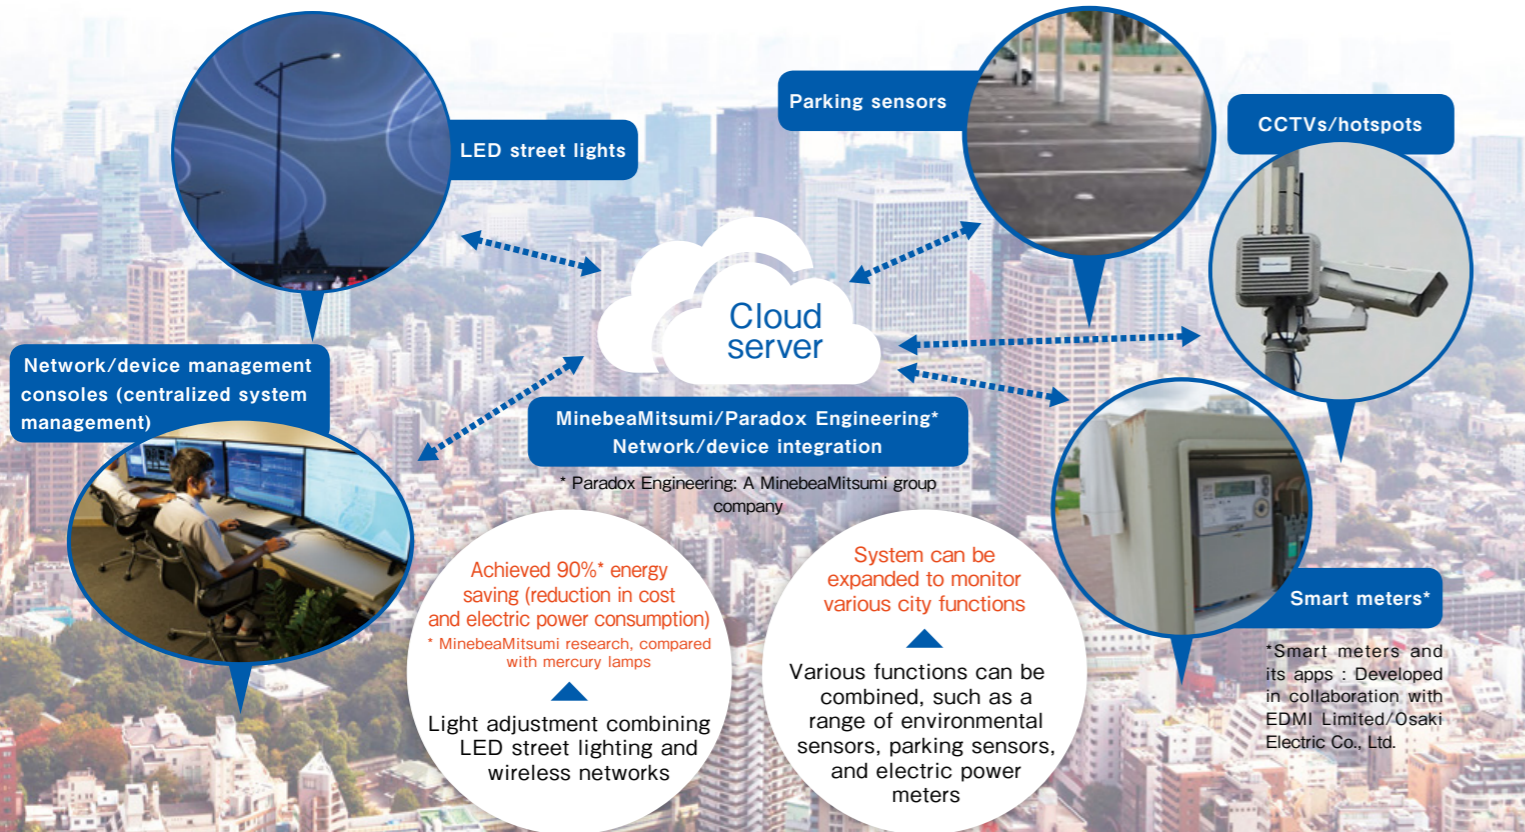 LED street lights
Parking sensors
CCTVs/hotspots
Cloud
server
Network/device management
consoles (centralized system
management)
MinebeaMitsumi/Paradox Engineering*
Network/device integration
* Paradox Engineering: A MinebeaMitsumi group
company
Achieved 90%* energy
saving (reduction in cost
and electric power consumption)
* MinebeaMitsumi research, compared
with mercury lamps
Light adjustment combining
LED street lighting and
wireless networks
System can be
expanded to monitor
various city functions
Various functions can be
combined, such as a
range of environmental
sensors, parking sensors,
and electric power
meters
Smart meters*
*Smart meters and
its apps : Developed
in collaboration with
EDMI Limited/Osaki
Electric Co., Ltd.